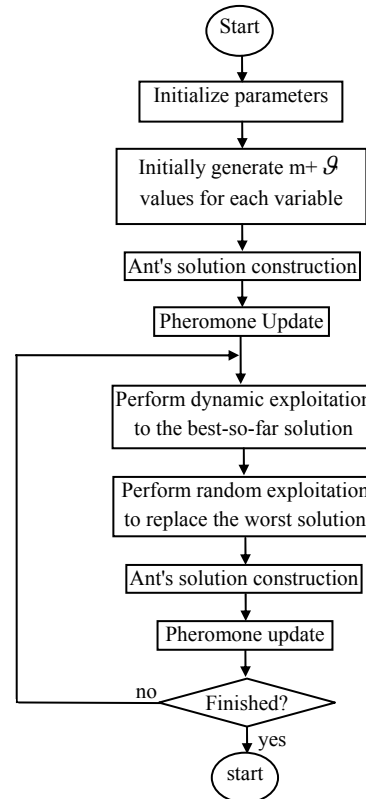 Start
Initialize parameters
Initially generate m+ 𝜗
values for each variable
Ant's solution construction
Pheromone Update
Perform dynamic exploitation
to the best-so-far solution
Perform random exploitation
to replace the worst solution
Ant's solution construction
Pheromone update
no
Finished?
yes
start